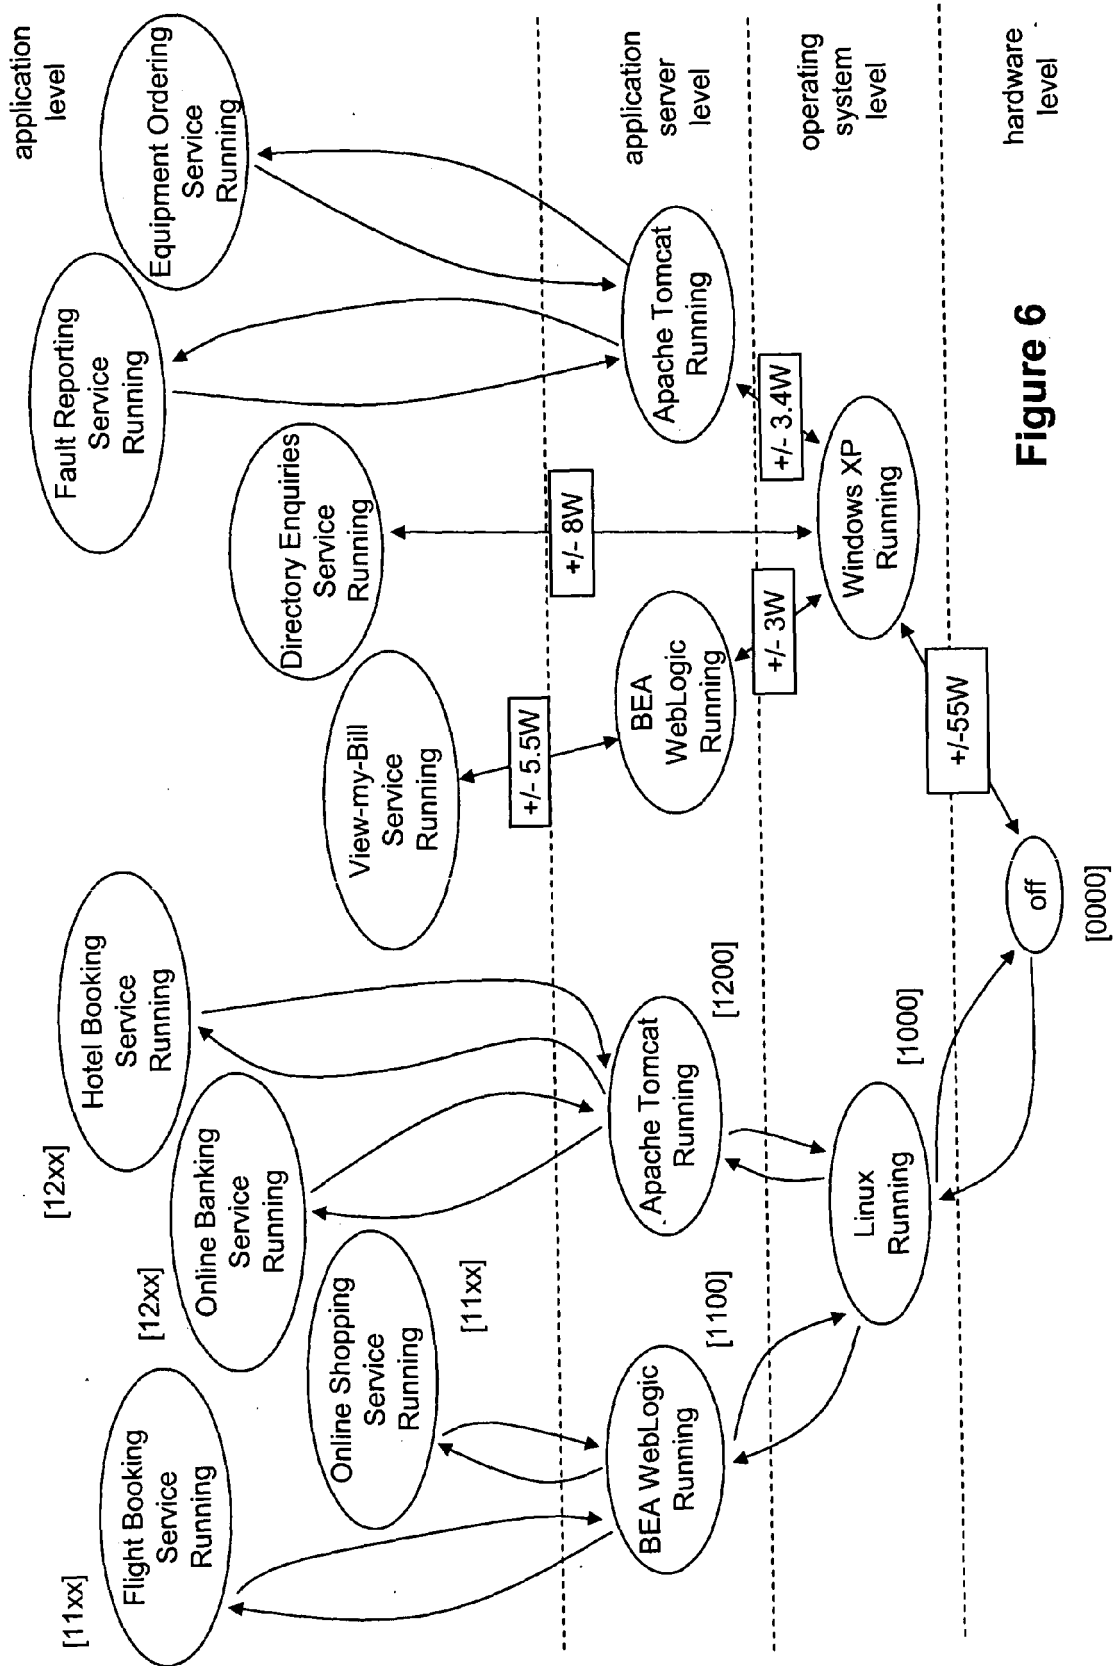 application
level
Fault Reporting
Service
Running
Equipment Ordering
Service
Running
Directory Enquiries
Service
Running
View-my-Bill
Service
Running
Hotel Booking
Service
Running
[12xx]
Online Banking
Service
Running
[12xx]
Online Shopping
Service
Running
[11xx]
Flight Booking
Service
Running
[11xx]
+/- 5.5W
+/- 8W
application
server
level
BEA WebLogic
Running
[1100]
Apache Tomcat
Running
[1200]
BEA
WebLogic
Running
Apache Tomcat
Running
+/- 3W
+/- 3.4W
operating
system
level
Linux
Running
[1000]
Windows XP
Running
+/-55W
hardware
level
off
[0000]
Figure 6